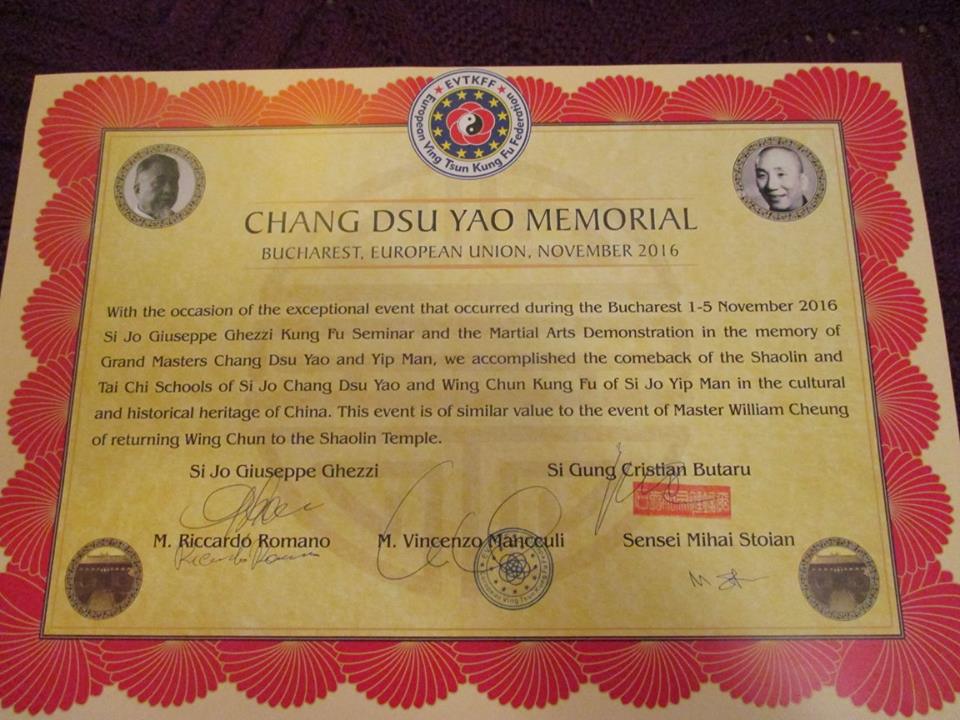 EVTKFF
European Ving Tsun Kung Fu Federation
CHANG DSU YAO MEMORIAL
BUCHAREST, EUROPEAN UNION, NOVEMBER 2016
With the occasion of the exceptional event that occurred during the Bucharest 1-5 November 2016
Si Jo Giuseppe Ghezzi Kung Fu Seminar and the Martial Arts Demonstration in the memory of
Grand Masters Chang Dsu Yao and Yip Man, we accomplished the comeback of the Shaolin and
Tai Chi Schools of Si Jo Chang Dsu Yao and Wing Chun Kung Fu of Si Jo Yip Man in the cultural
and historical heritage of China. This event is of similar value to the event of Master William Cheung
of returning Wing Chun to the Shaolin Temple.
Si Jo Giuseppe Ghezzi Si Gung Cristian Butaru
M. Riccardo Romano M. Vincenzo Mancculi Sensei Mihai Stoian